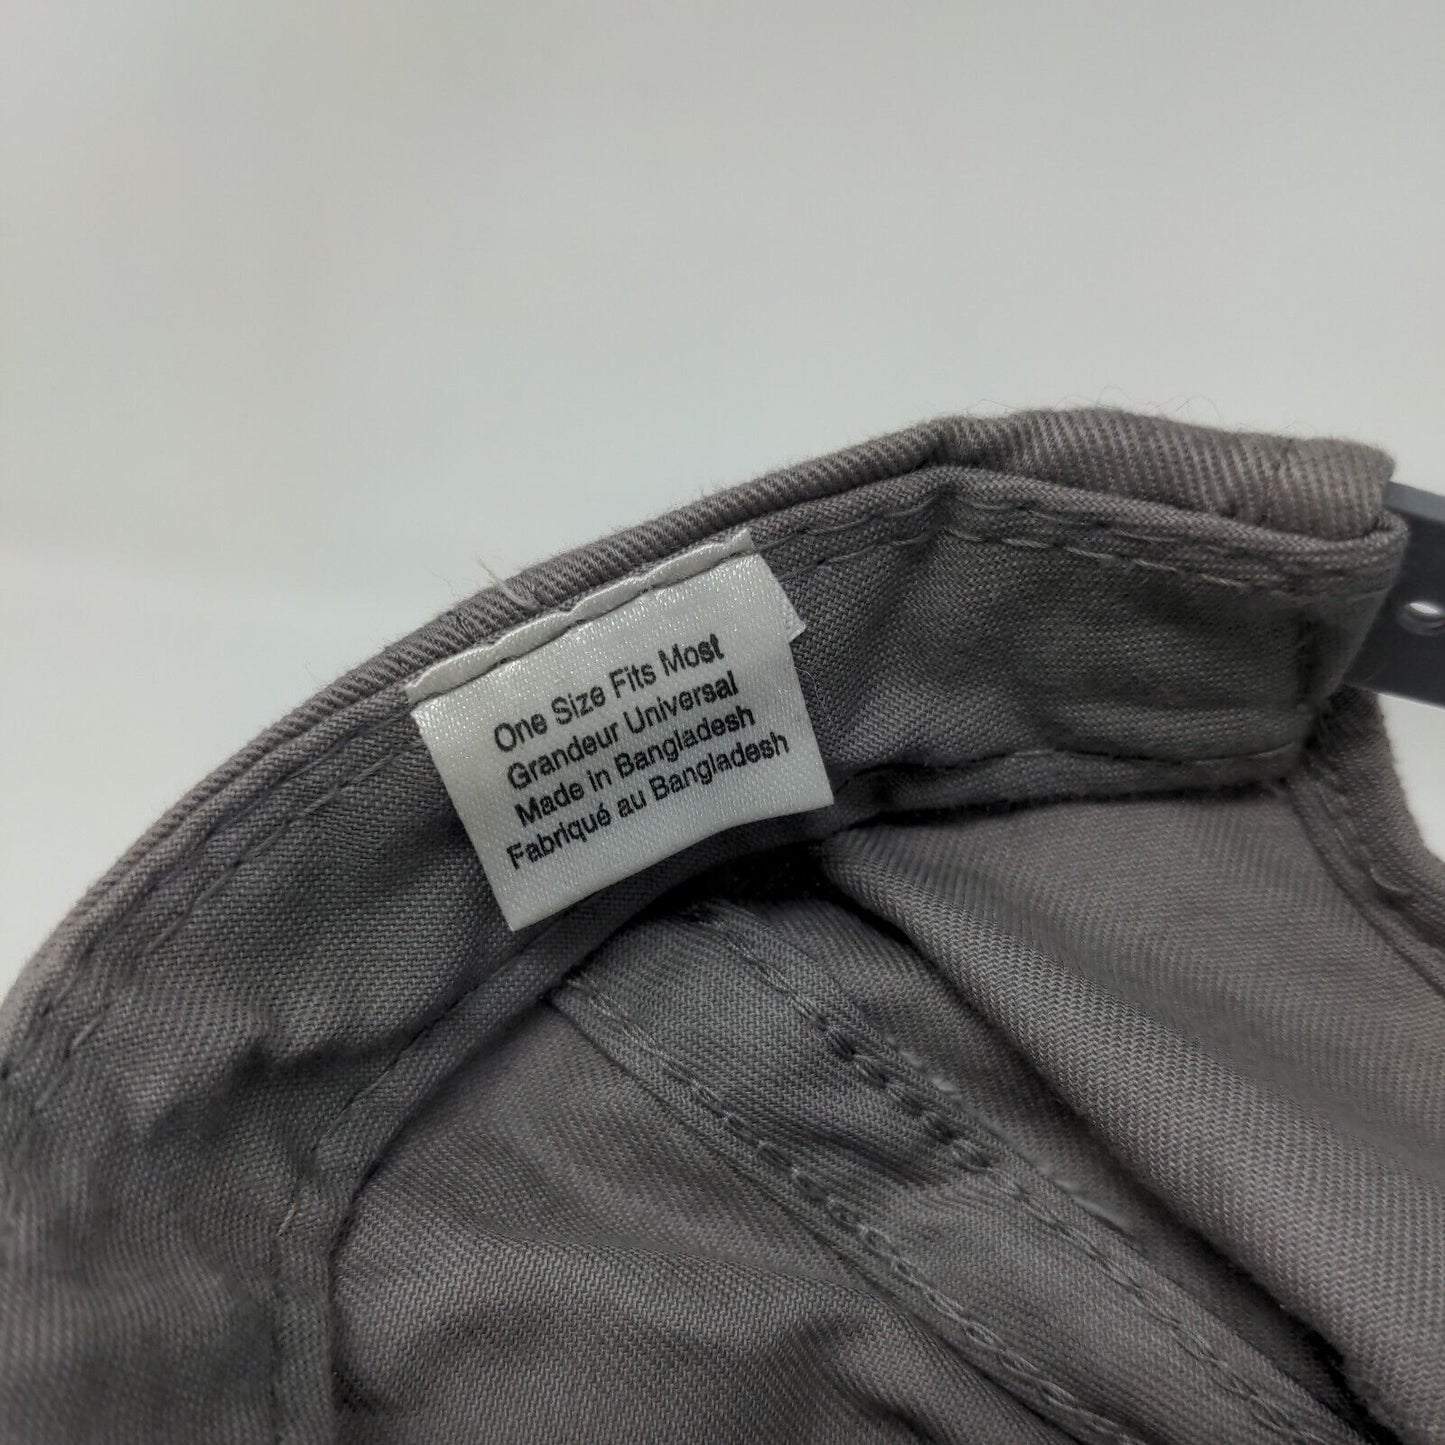 One Size Fits Most
Grandeur Universal
Made in Bangladesh
Fabriqué au Bangladesh